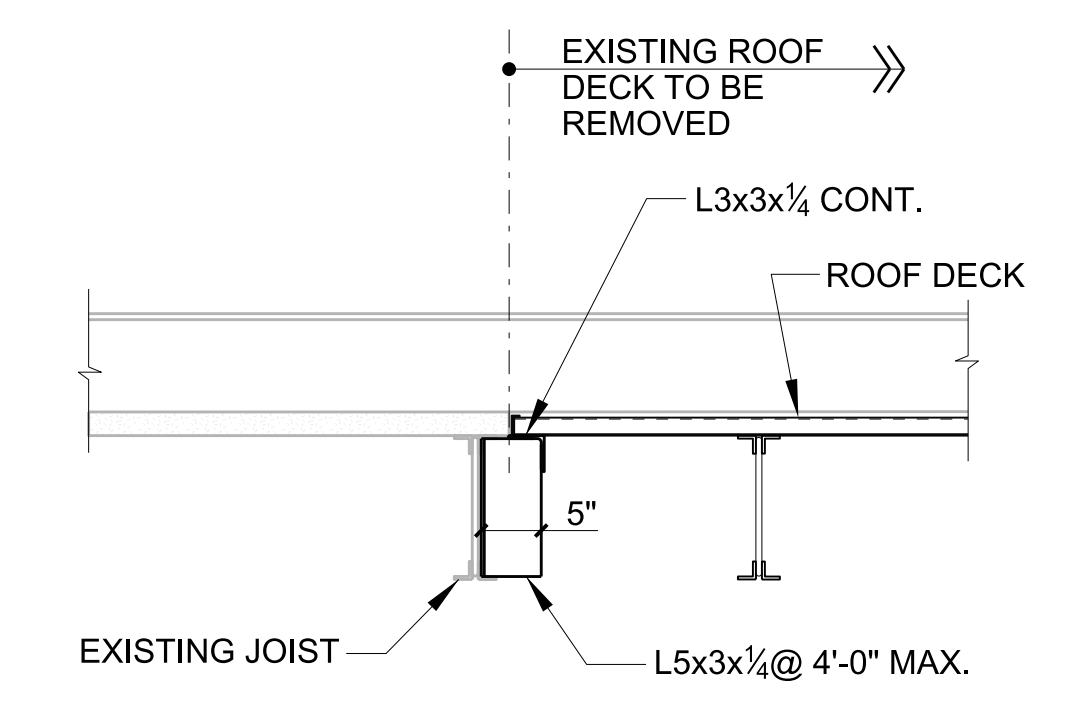 EXISTING ROOF
DECK TO BE
REMOVED
L3x3x¼ CONT.
ROOF DECK
5"
EXISTING JOIST
L5x3x¼@ 4'-0" MAX.